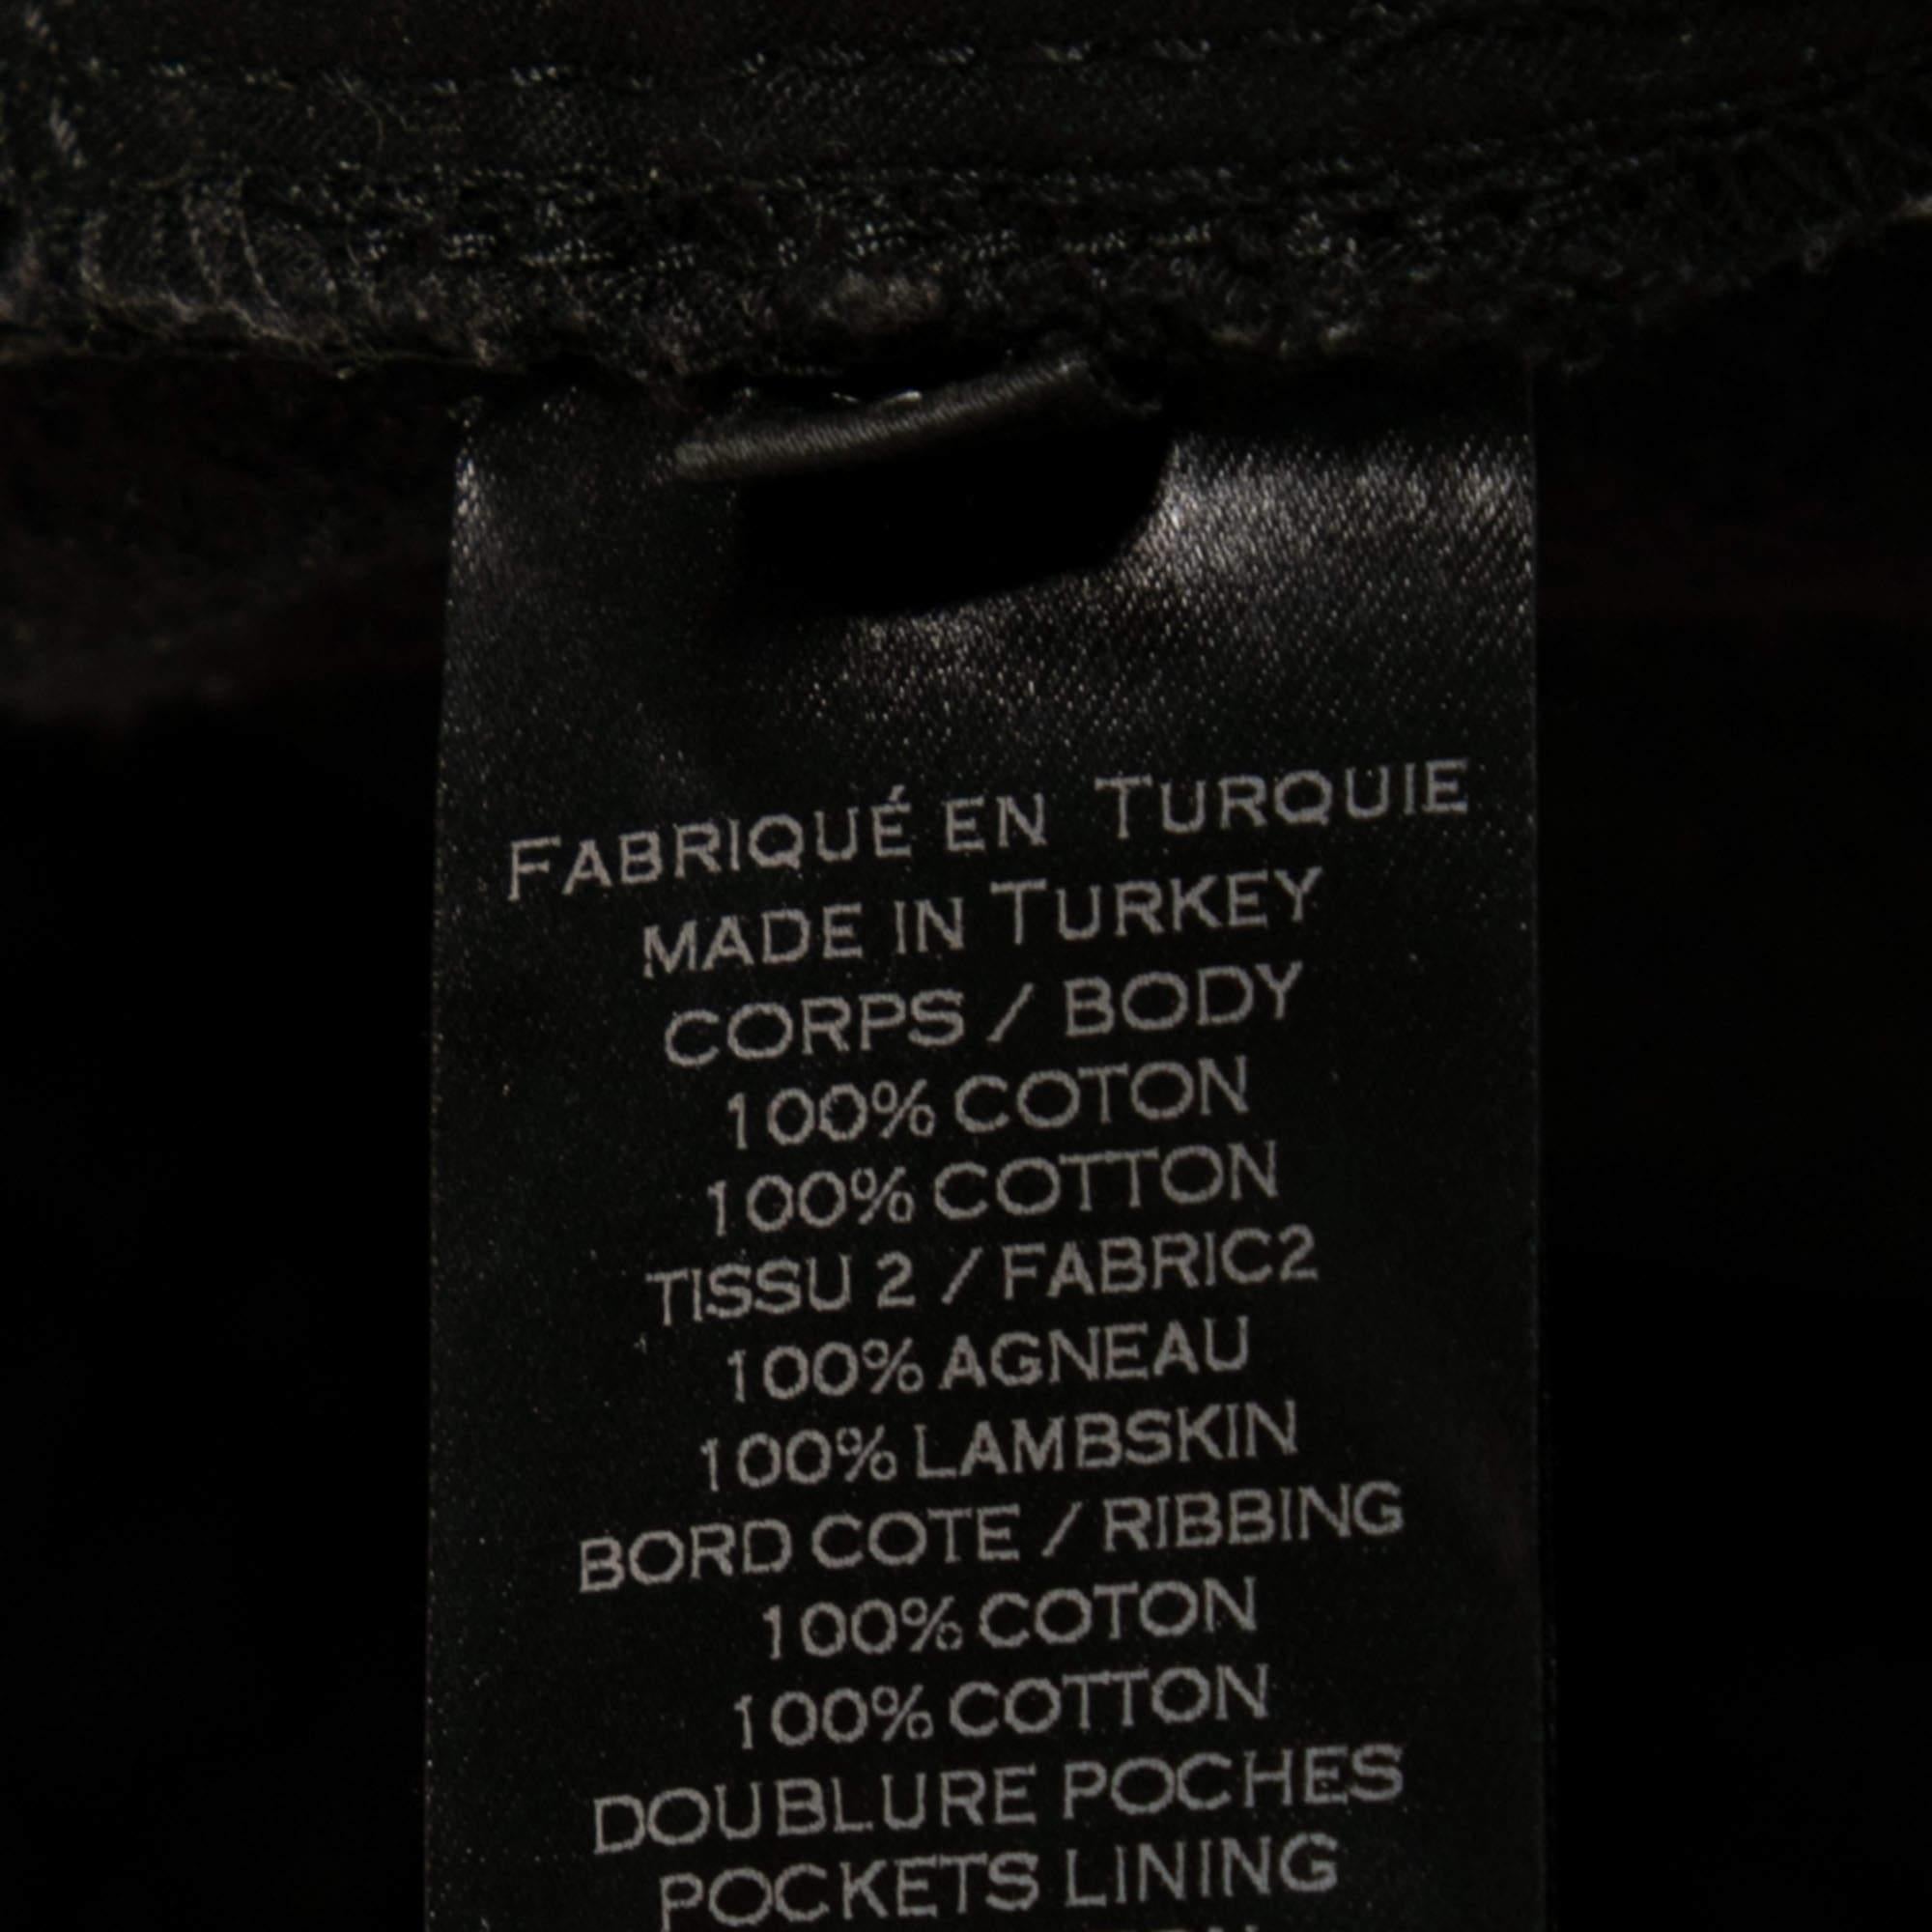 FABRIQUÉ EN TURQUIE
MADE IN TURKEY
CORPS / BODY
100% COTON
100% COTTON
TISSU 2 / FABRIC2
100% AGNEAU
100% LAMBSKIN
BORD COTE / RIBBING
100% COTON
100% COTTON
DOUBLURE POCHES
POCKETS LINING